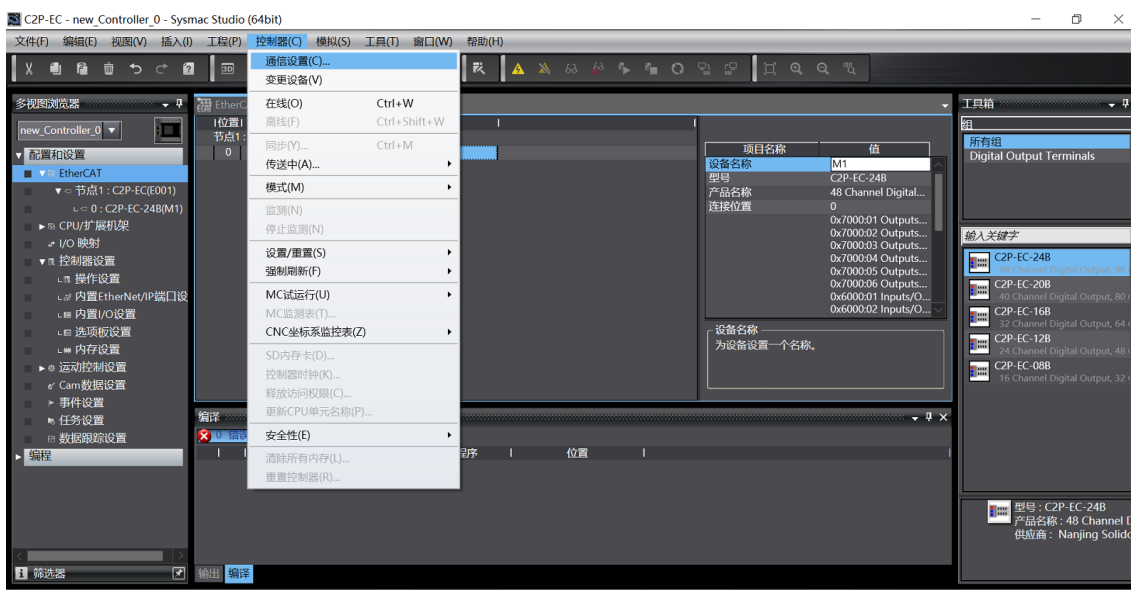 C2P-EC - new_Controller_0 - Sysmac Studio (64bit)
文件(F) 编辑(E) 视图(V) 插入(I) 工程(P) 控制器(C) 模拟(S) 工具(T) 窗口(W) 帮助(H)
通信设置(C)...
变更设备(V)
在线(O) Ctrl+W
离线(F) Ctrl+Shift+W
同步(Y)... Ctrl+M
传送中(A)...
模式(M)
监测(N)
停止监测(N)
设置/重置(S)
强制刷新(F)
MC试运行(U)
MC监测表(T)...
CNC坐标系监控表(Z)
SD内存卡(D)...
控制器时钟(K)...
释放访问权限(C)...
更新CPU单元名称(P)...
安全性(E)
清除所有内存(L)...
重置控制器(R)...
多视图浏览器
new_Controller_0
配置和设置
EtherCAT
节点1 : C2P-EC(E001)
0 : C2P-EC-24B(M1)
CPU/扩展机架
I/O 映射
控制器设置
操作设置
内置EtherNet/IP端口设
内置I/O设置
选项板设置
内存设置
运动控制设置
Cam数据设置
事件设置
任务设置
数据跟踪设置
编程
筛选器
EtherC
位置
节点1 :
0
项目名称 值
设备名称 M1
型号 C2P-EC-24B
产品名称 48 Channel Digital...
连接位置 0
0x7000:01 Outputs...
0x7000:02 Outputs...
0x7000:03 Outputs...
0x7000:04 Outputs...
0x7000:05 Outputs...
0x7000:06 Outputs...
0x6000:01 Inputs/O...
0x6000:02 Inputs/O...
设备名称
为设备设置一个名称。
编译
0 错误
程序 位置
输出 编译
工具箱
组
所有组
Digital Output Terminals
输入关键字
C2P-EC-24B
48 Channel Digital Output, 96
C2P-EC-20B
40 Channel Digital Output, 80
C2P-EC-16B
32 Channel Digital Output, 64
C2P-EC-12B
24 Channel Digital Output, 48
C2P-EC-08B
16 Channel Digital Output, 32
型号 : C2P-EC-24B
产品名称 : 48 Channel D
供应商 : Nanjing Solido